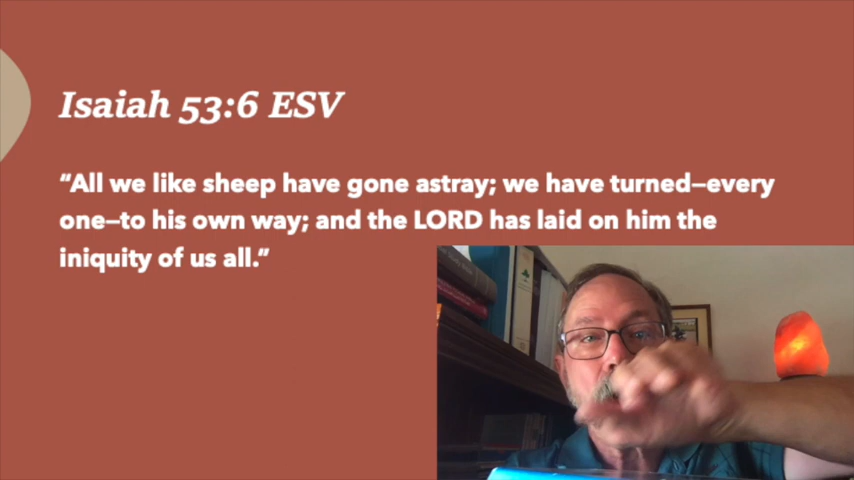 Isaiah 53:6 ESV
“All we like sheep have gone astray; we have turned—every
one—to his own way; and the LORD has laid on him the
iniquity of us all.”